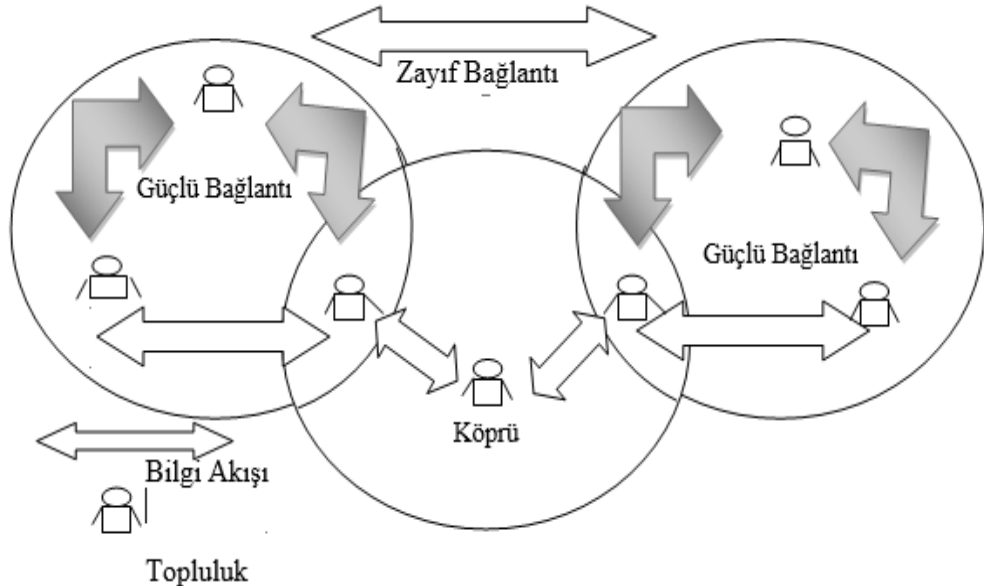 Zayıf Bağlantı
Güçlü Bağlantı
Güçlü Bağlantı
Köprü
Bilgi Akışı
Topluluk